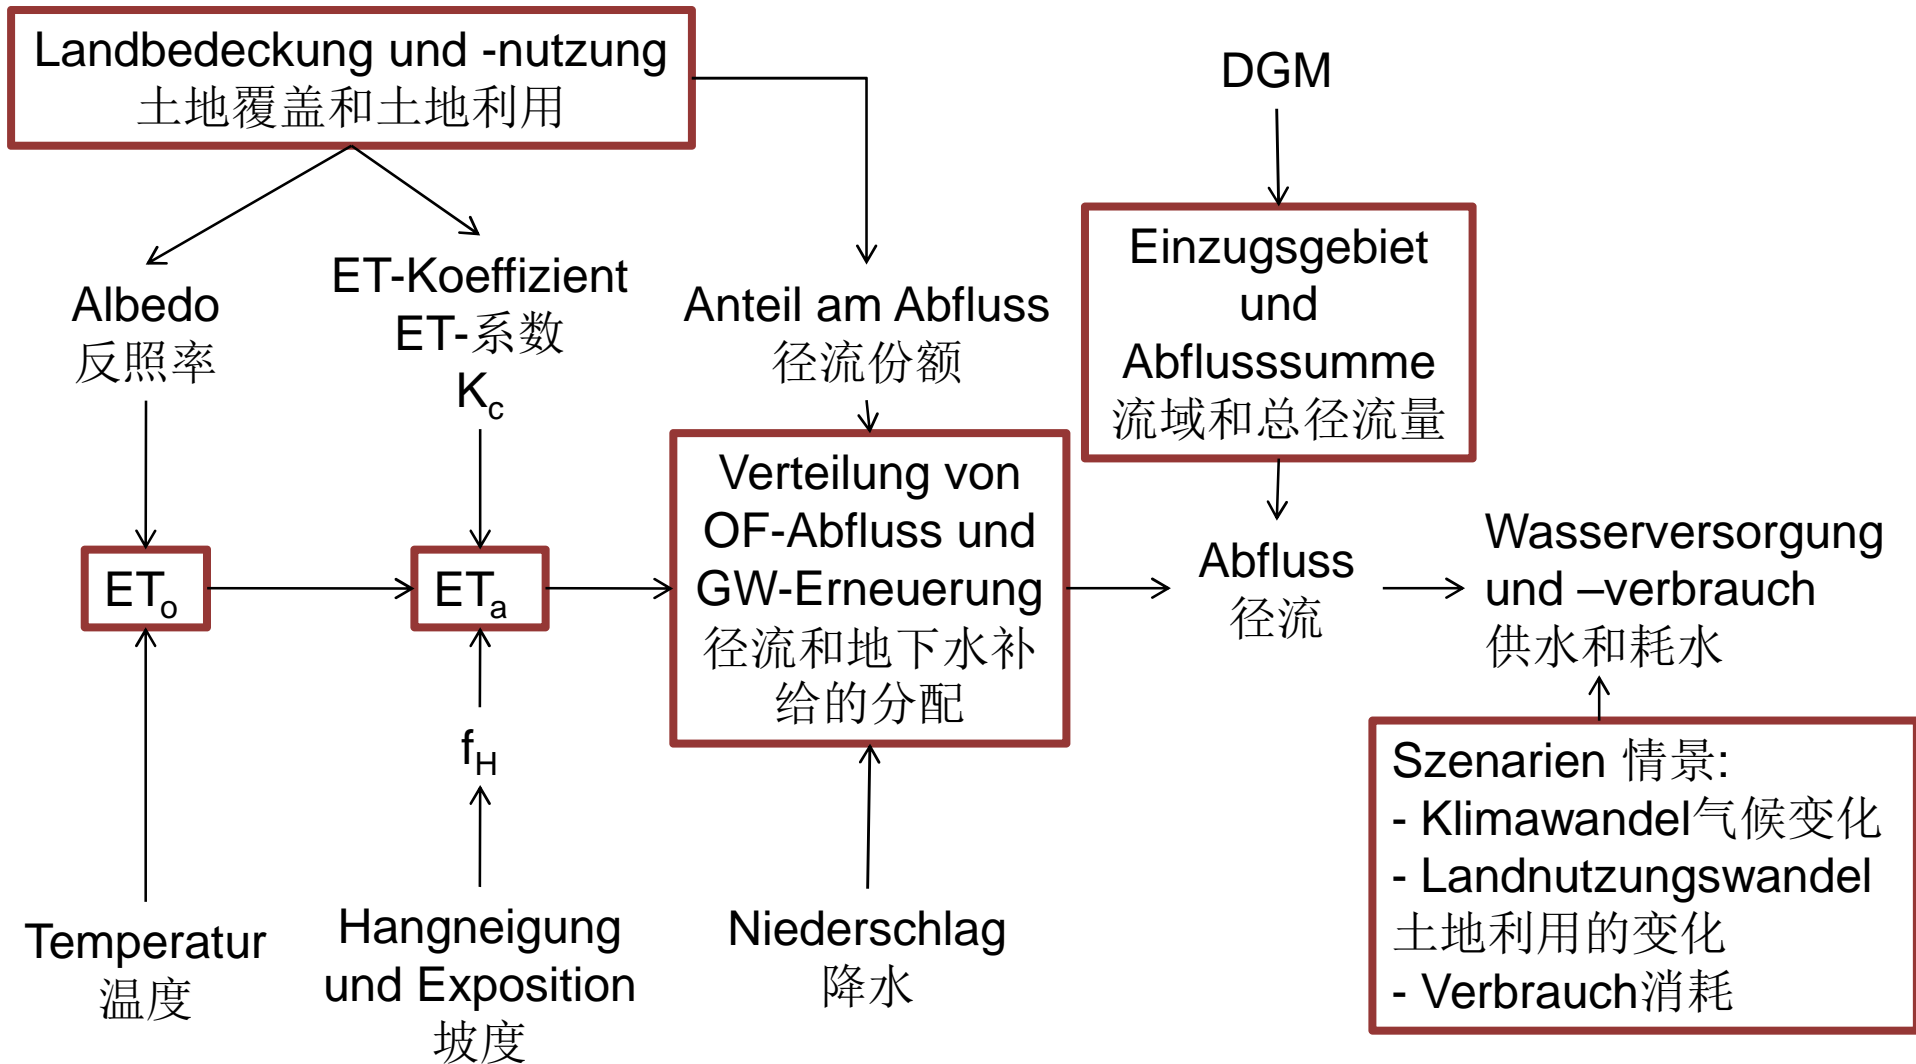 Landbedeckung und -nutzung
土地覆盖和土地利用
DGM
Albedo
反照率
ET-Koeffizient
ET-系数
Kc
Anteil am Abfluss
径流份额
Einzugsgebiet
und
Abflusssumme
流域和总径流量
ETo
ETa
Verteilung von
OF-Abfluss und
GW-Erneuerung
径流和地下水补
给的分配
Abfluss
径流
Wasserversorgung
und –verbrauch
供水和耗水
fH
Temperatur
温度
Hangneigung
und Exposition
坡度
Niederschlag
降水
Szenarien 情景:
- Klimawandel气候变化
- Landnutzungswandel
土地利用的变化
- Verbrauch消耗